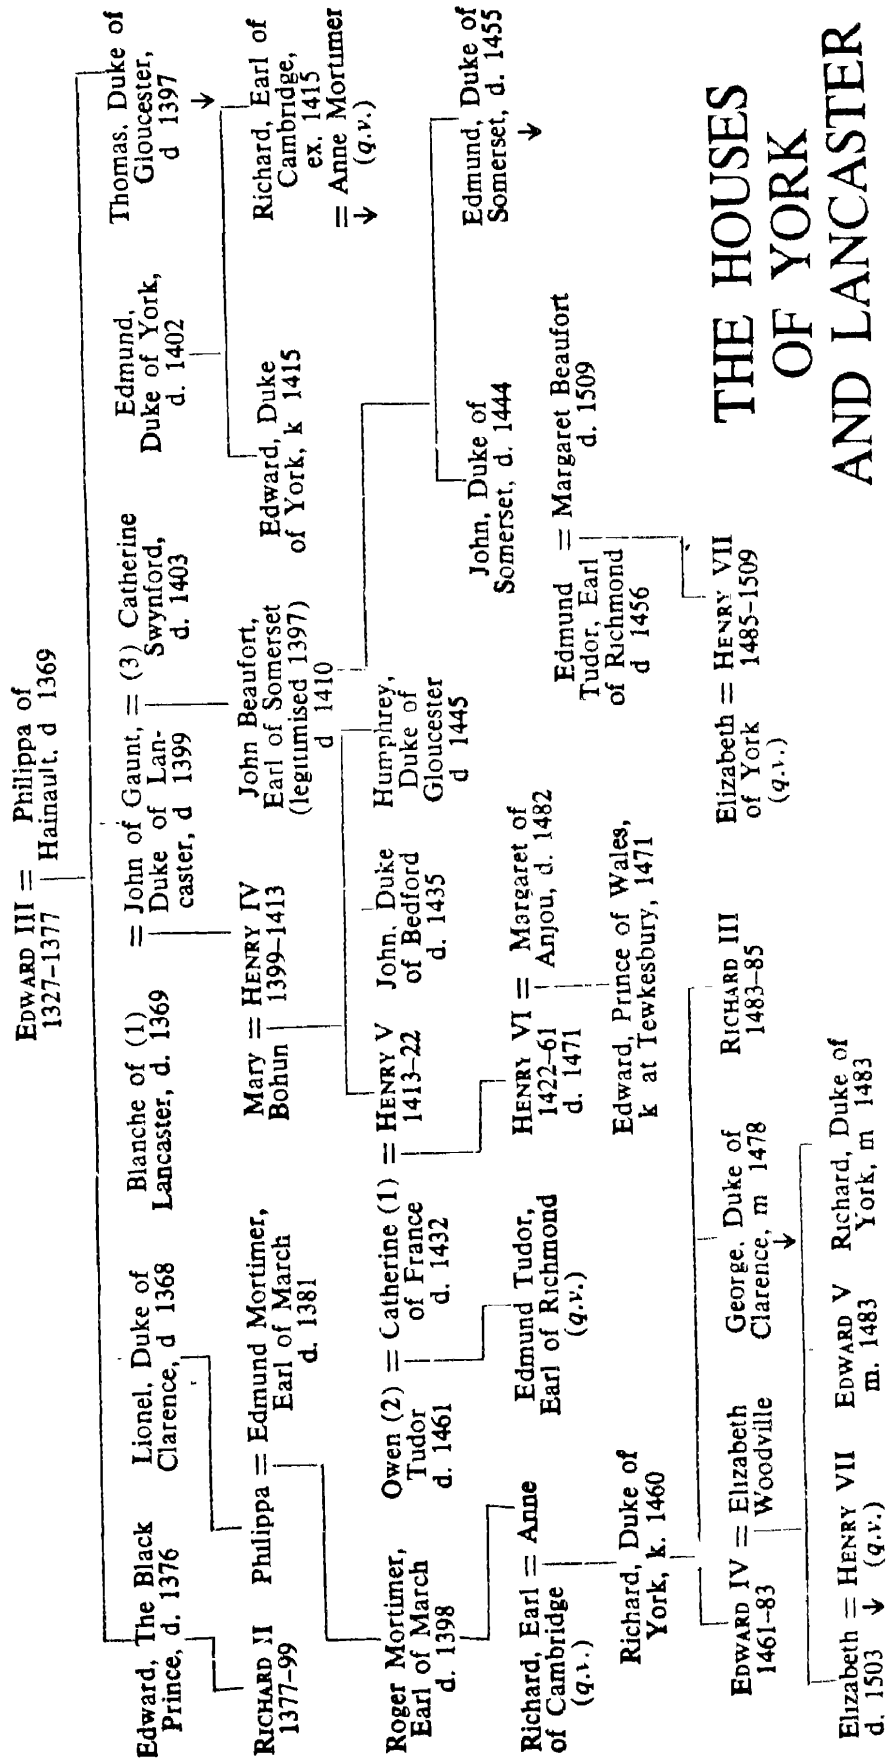 EDWARD III = Philippa of
1327–1377 Hainault. d 1369
Edward, The Black
Prince, d. 1376
Lionel, Duke of
Clarence, d 1368
Blanche of (1)
Lancaster, d. 1369
= John of Gaunt, =
Duke of Lan-
caster, d 1399
(3) Catherine
Swynford,
d. 1403
Edmund,
Duke of York,
d. 1402
Thomas, Duke of
Gloucester,
d 1397
↓
RICHARD II
1377–99
Philippa = Edmund Mortimer,
Earl of March
d. 1381
Mary = HENRY IV
Bohun 1399–1413
John Beaufort,
Earl of Somerset
(legitimised 1397)
d 1410
Edward, Duke
of York, k 1415
Richard, Earl of
Cambridge,
ex. 1415
= Anne Mortimer
↓ (q.v.)
Roger Mortimer,
Earl of March
d. 1398
Owen (2) = Catherine (1) = HENRY V
Tudor of France 1413–22
d. 1461 d. 1432
John. Duke
of Bedford
d. 1435
Humphrey,
Duke of
Gloucester
d 1445
John, Duke of
Somerset, d. 1444
Edmund, Duke of
Somerset, d. 1455
↓
Richard, Earl = Anne
of Cambridge
(q.v.)
Edmund Tudor,
Earl of Richmond
(q.v.)
HENRY VI = Margaret of
1422–61 Anjou, d. 1482
d. 1471
Edmund = Margaret Beaufort
Tudor, Earl d. 1509
of Richmond
d 1456
Richard, Duke of
York, k. 1460
Edward, Prince of Wales,
k at Tewkesbury, 1471
EDWARD IV = Elizabeth
1461–83 Woodville
George. Duke of
Clarence, m 1478
↓
RICHARD III
1483–85
Elizabeth = HENRY VII
of York 1485–1509
(q.v.)
Elizabeth = HENRY VII
d. 1503 ↓ (q.v.)
EDWARD V
m. 1483
Richard, Duke of
York, m 1483
THE HOUSES
OF YORK
AND LANCASTER